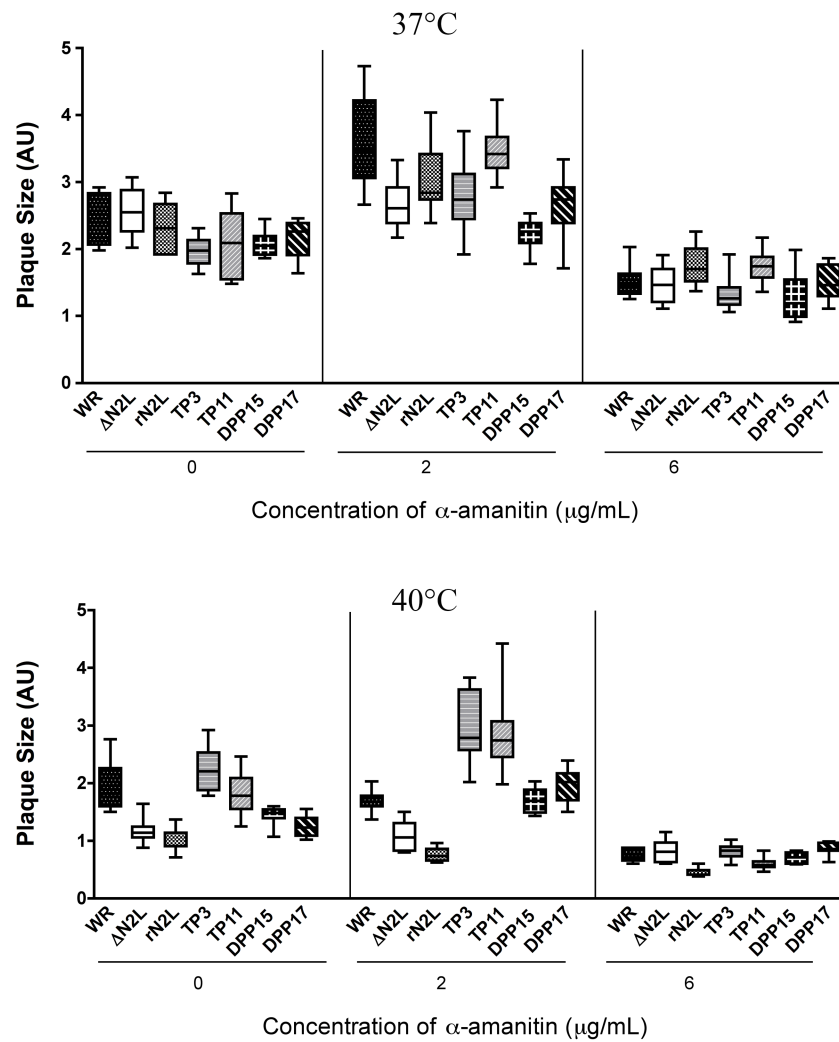 37°C
Plaque Size (AU)
5
4
3
2
1
0
WR ΔN2L rN2L TP3 TP11 DPP15 DPP17 WR ΔN2L rN2L TP3 TP11 DPP15 DPP17 WR ΔN2L rN2L TP3 TP11 DPP15 DPP17
0 2 6
Concentration of α-amanitin (μg/mL)
40°C
Plaque Size (AU)
5
4
3
2
1
0
WR ΔN2L rN2L TP3 TP11 DPP15 DPP17 WR ΔN2L rN2L TP3 TP11 DPP15 DPP17 WR ΔN2L rN2L TP3 TP11 DPP15 DPP17
0 2 6
Concentration of α-amanitin (μg/mL)